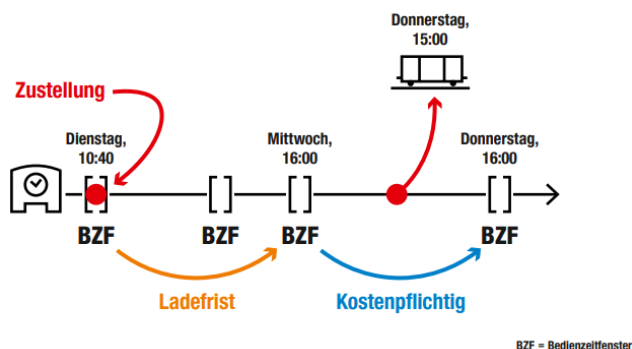 Donnerstag,
15:00
Zustellung
Dienstag,
10:40
Mittwoch,
16:00
Donnerstag,
16:00
BZF
BZF
BZF
BZF
Ladefrist
Kostenpflichtig
BZF = Bedienzeitfenster